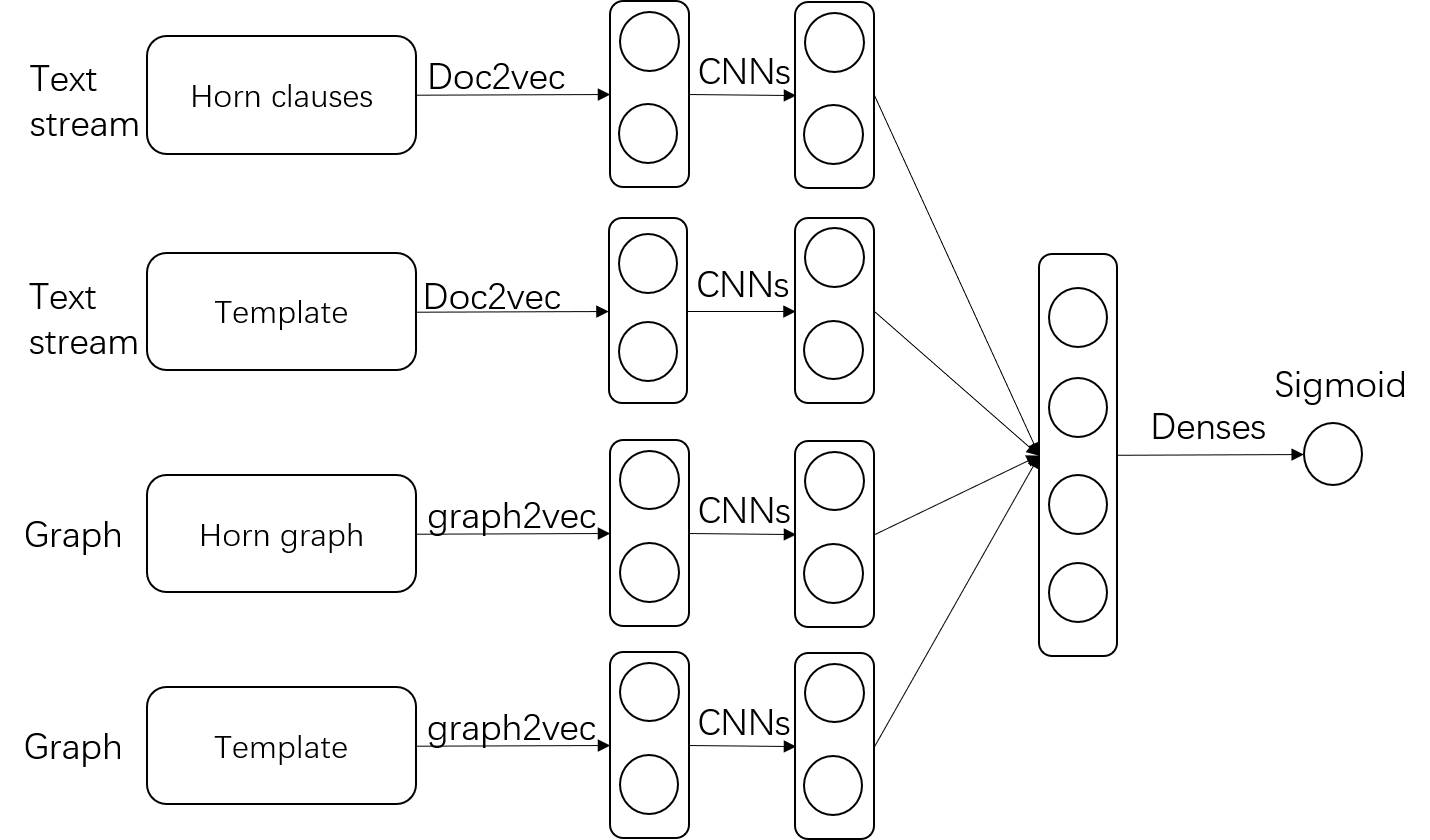 Text
stream
Horn clauses
Doc2vec
CNNs
Text
stream
Template
Doc2vec
CNNs
Graph
Horn graph
graph2vec
CNNs
Graph
Template
graph2vec
CNNs
Denses
Sigmoid